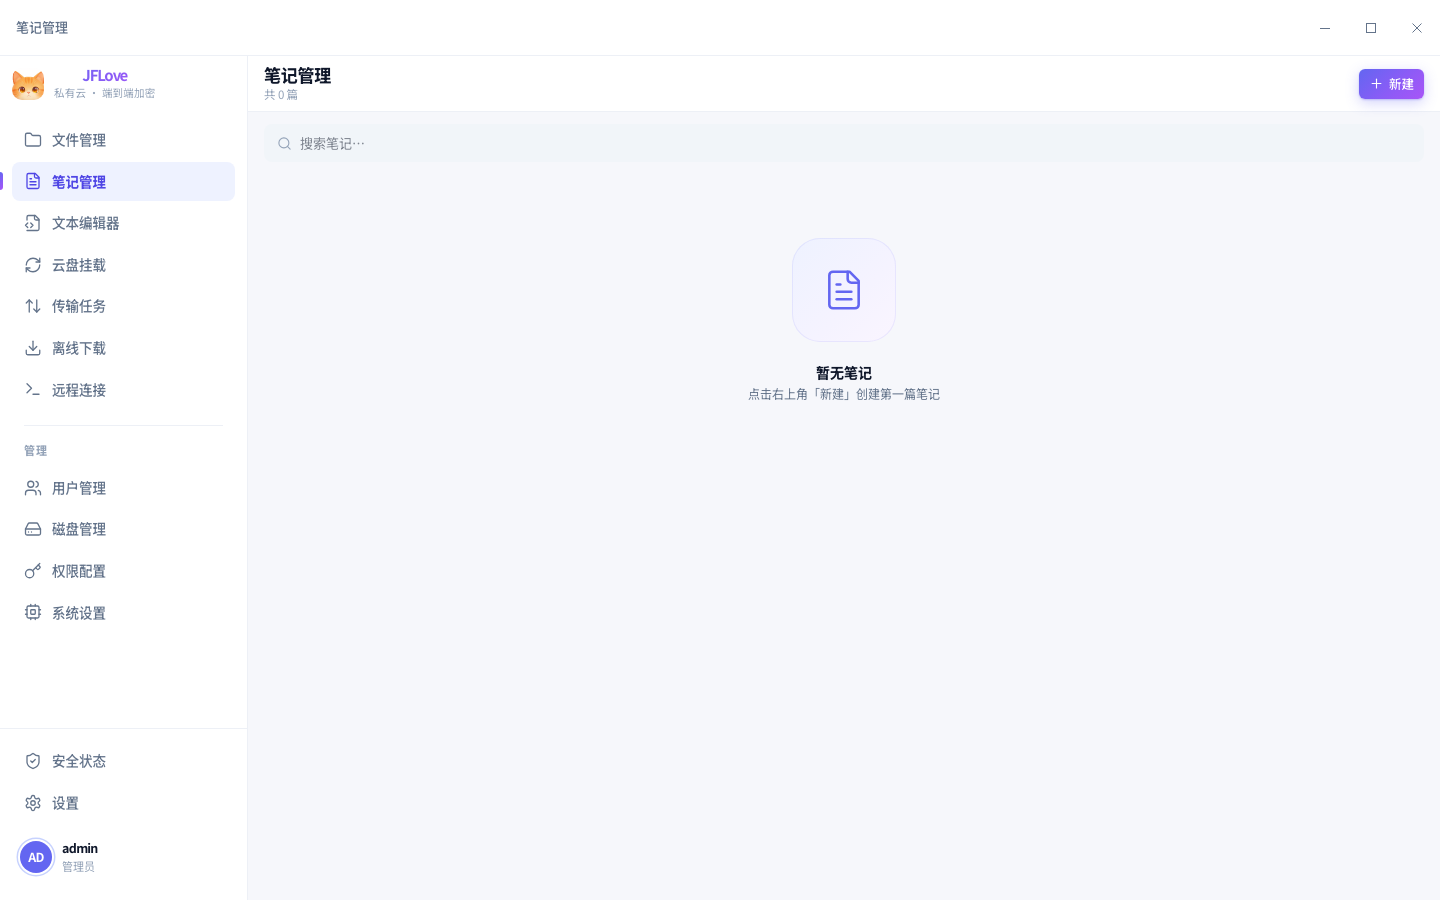 笔记管理
JFLove
私有云 · 端到端加密
文件管理
笔记管理
文本编辑器
云盘挂载
传输任务
离线下载
远程连接
管理
用户管理
磁盘管理
权限配置
系统设置
安全状态
设置
AD
admin
管理员
笔记管理
共 0 篇
新建
搜索笔记…
暂无笔记
点击右上角「新建」创建第一篇笔记